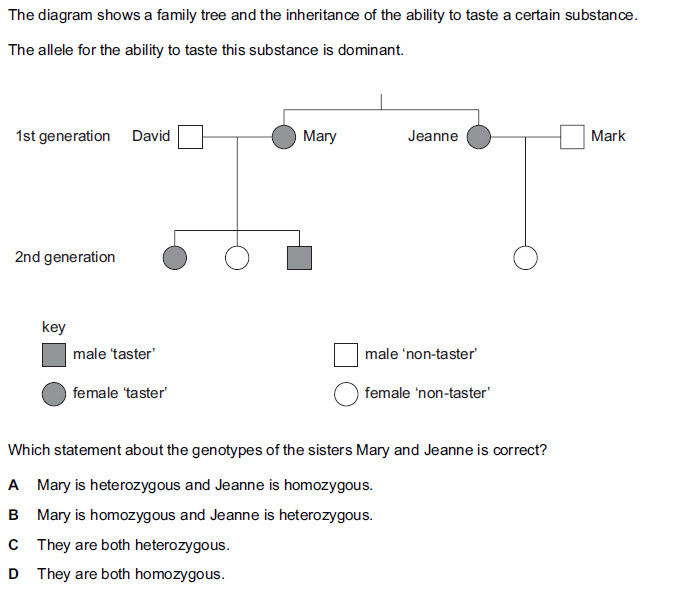 The diagram shows a family tree and the inheritance of the ability to taste a certain substance.
The allele for the ability to taste this substance is dominant.
1st generation David Mary Jeanne Mark
2nd generation
key
male ‘taster’ male ‘non-taster’
female ‘taster’ female ‘non-taster’
Which statement about the genotypes of the sisters Mary and Jeanne is correct?
A Mary is heterozygous and Jeanne is homozygous.
B Mary is homozygous and Jeanne is heterozygous.
C They are both heterozygous.
D They are both homozygous.